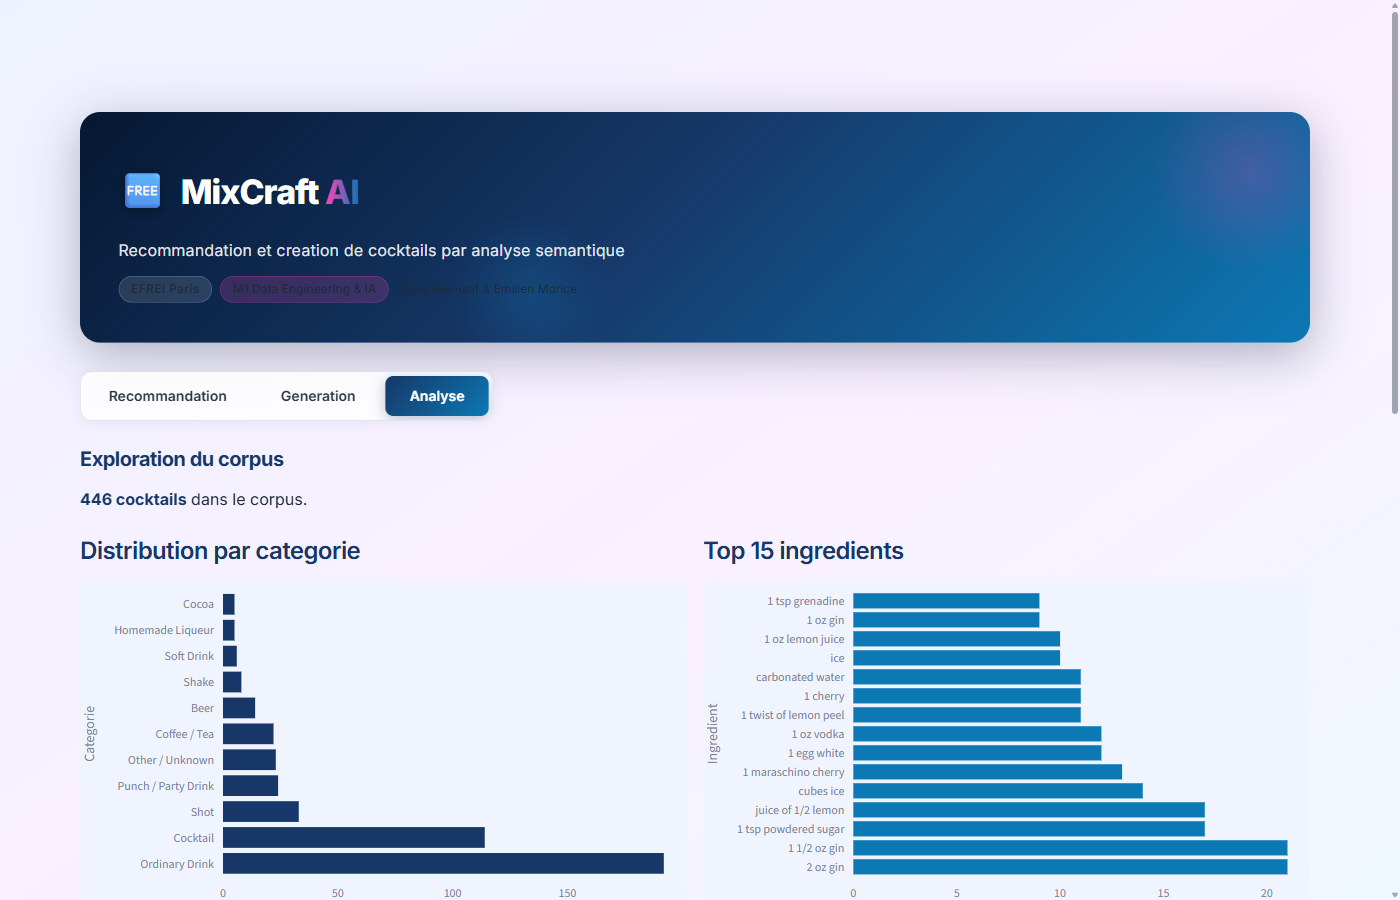 FREE
MixCraft AI
Recommandation et creation de cocktails par analyse semantique
EFREI Paris
M1 Data Engineering & IA
& Emilien Morice
Recommandation
Generation
Analyse
Exploration du corpus
446 cocktails dans le corpus.
Distribution par categorie
Categorie
Cocoa
Homemade Liqueur
Soft Drink
Shake
Beer
Coffee / Tea
Other / Unknown
Punch / Party Drink
Shot
Cocktail
Ordinary Drink
0 50 100 150
Top 15 ingredients
Ingredient
1 tsp grenadine
1 oz gin
1 oz lemon juice
ice
carbonated water
1 cherry
1 twist of lemon peel
1 oz vodka
1 egg white
1 maraschino cherry
cubes ice
juice of 1/2 lemon
1 tsp powdered sugar
1 1/2 oz gin
2 oz gin
0 5 10 15 20